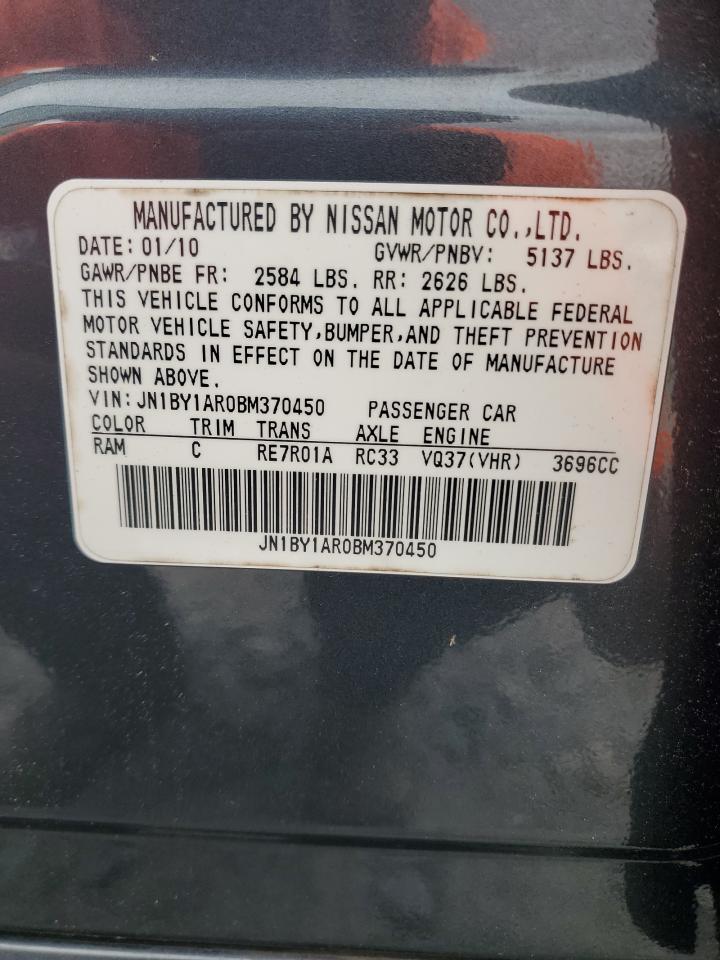 MANUFACTURED BY NISSAN MOTOR CO.,LTD.
DATE: 01/10 GVWR/PNBV: 5137 LBS.
GAWR/PNBE FR: 2584 LBS. RR: 2626 LBS.
THIS VEHICLE CONFORMS TO ALL APPLICABLE FEDERAL
MOTOR VEHICLE SAFETY,BUMPER,AND THEFT PREVENTION
STANDARDS IN EFFECT ON THE DATE OF MANUFACTURE
SHOWN ABOVE.
VIN: JN1BY1AR0BM370450 PASSENGER CAR
COLOR TRIM TRANS AXLE ENGINE
RAM C RE7R01A RC33 VQ37(VHR) 3696CC
JN1BY1AR0BM370450